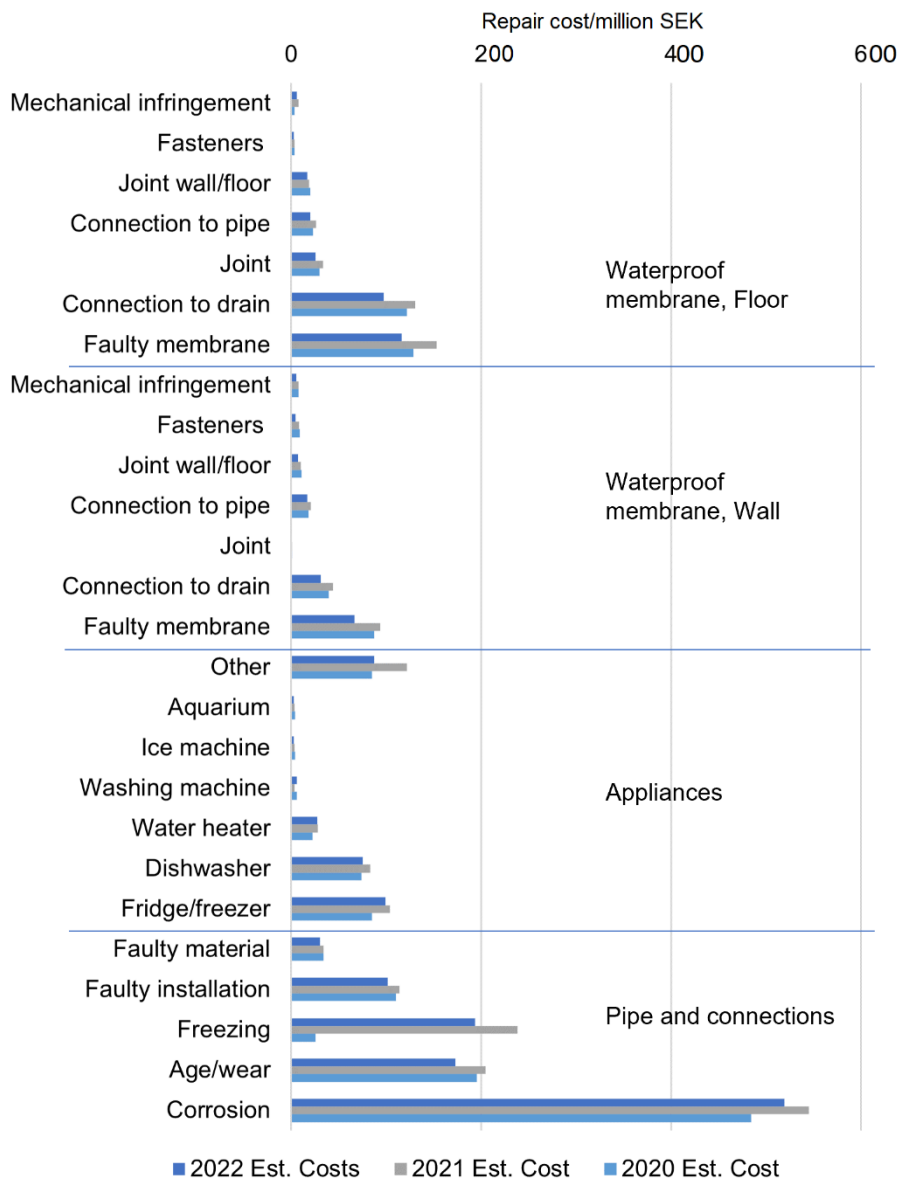 Repair cost/million SEK
0 200 400 600
Mechanical infringement
Fasteners
Joint wall/floor
Connection to pipe
Joint
Connection to drain
Faulty membrane
Waterproof
membrane, Floor
Mechanical infringement
Fasteners
Joint wall/floor
Connection to pipe
Joint
Connection to drain
Faulty membrane
Waterproof
membrane, Wall
Other
Aquarium
Ice machine
Washing machine
Water heater
Dishwasher
Fridge/freezer
Appliances
Faulty material
Faulty installation
Freezing
Age/wear
Corrosion
Pipe and connections
2022 Est. Costs 2021 Est. Cost 2020 Est. Cost